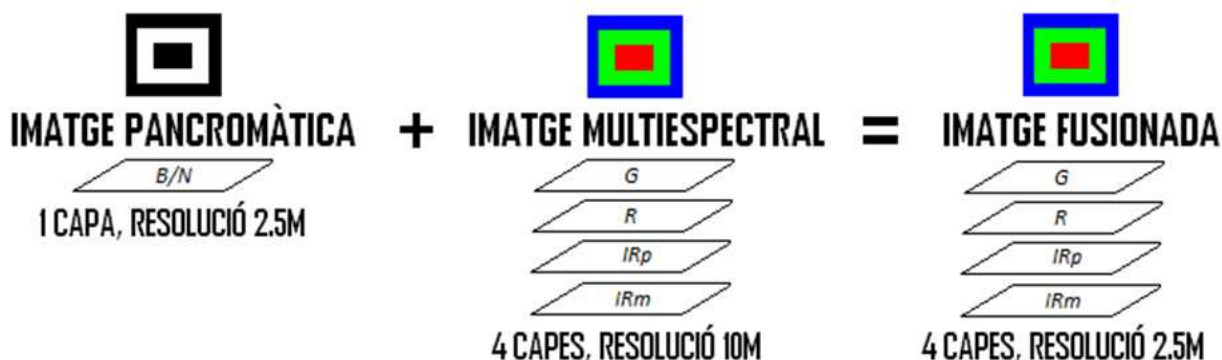 IMATGE PANCROMÀTICA + IMATGE MULTIESPECTRAL = IMATGE FUSIONADA
B/N
1 CAPA, RESOLUCIÓ 2.5M
G
R
IRp
IRm
4 CAPES, RESOLUCIÓ 10M
G
R
IRp
IRm
4 CAPES, RESOLUCIÓ 2.5M